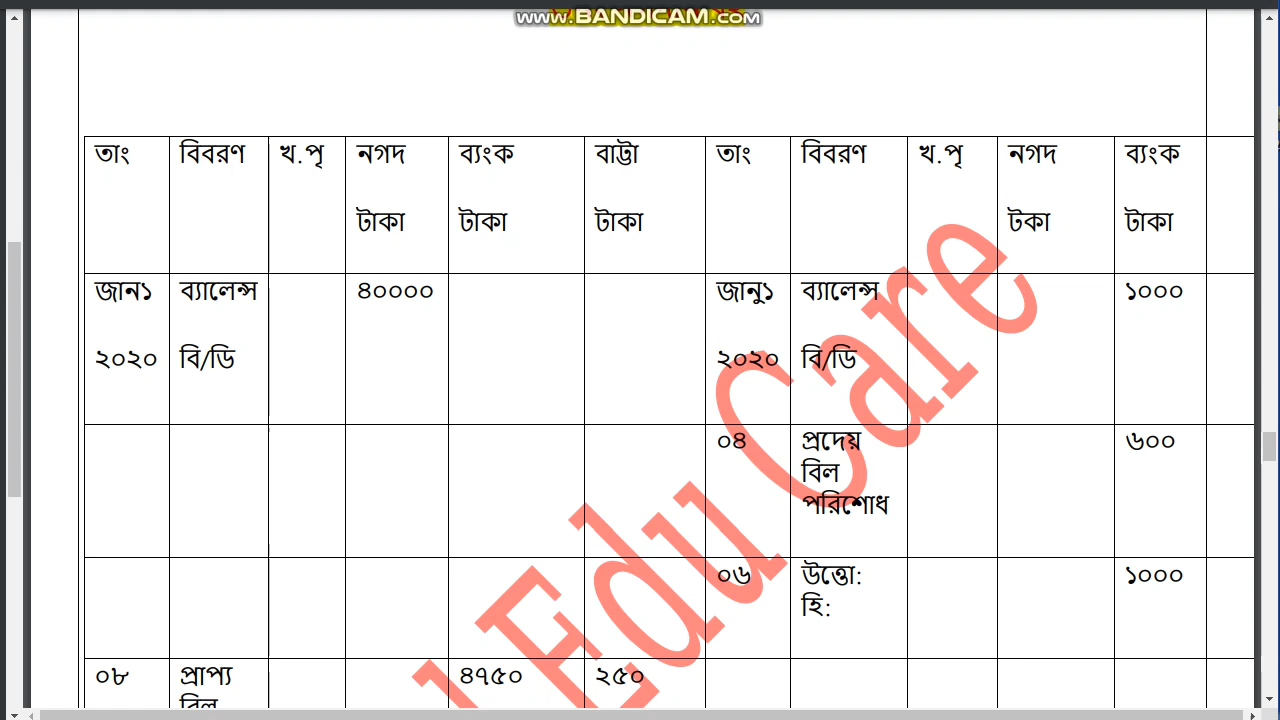 www.BANDICAM.com
তাং বিবরণ খ.পৃ নগদ ব্যংক বাট্টা তাং বিবরণ খ.পৃ নগদ ব্যংক
টাকা টাকা টাকা টকা টাকা
জান১ ব্যালেন্স ৪০০০০ জানু১ ব্যালেন্স ১০০০
২০২০ বি/ডি ২০২০ বি/ডি
০৪ প্রদেয় ৬০০
বিল
পরিশোধ
০৬ উত্তো: ১০০০
হি:
০৮ প্রাপ্য ৪৭৫০ ২৫০
বিল
Edu Care